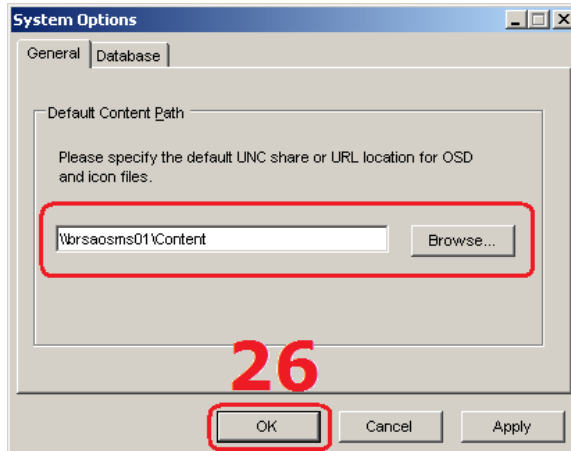 System Options
General Database
Default Content Path
Please specify the default UNC share or URL location for OSD
and icon files.
\\brsaosms01\Content Browse...
26
OK Cancel Apply